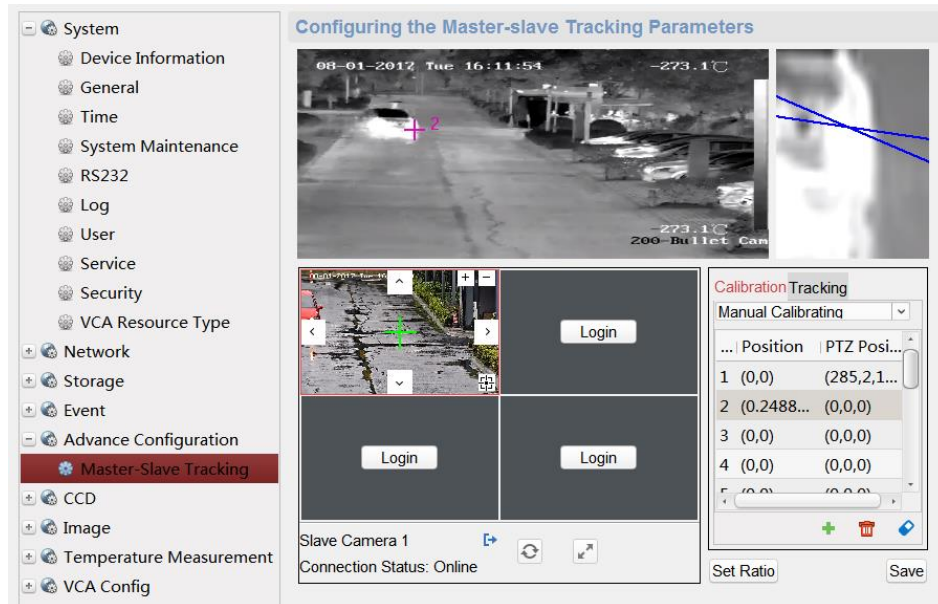 System
Device Information
General
Time
System Maintenance
RS232
Log
User
Service
Security
VCA Resource Type
Network
Storage
Event
Advance Configuration
Master-Slave Tracking
CCD
Image
Temperature Measurement
VCA Config
Configuring the Master-slave Tracking Parameters
08-01-2017 Tue 16:11:54 -273.1℃
2
-273.1℃
200-Bullet Cam
Login
Login
Login
Slave Camera 1
Connection Status: Online
Calibration Tracking
Manual Calibrating
... Position PTZ Posi...
1 (0,0) (285,2,1...
2 (0.2488... (0,0,0)
3 (0,0) (0,0,0)
4 (0,0) (0,0,0)
Set Ratio Save